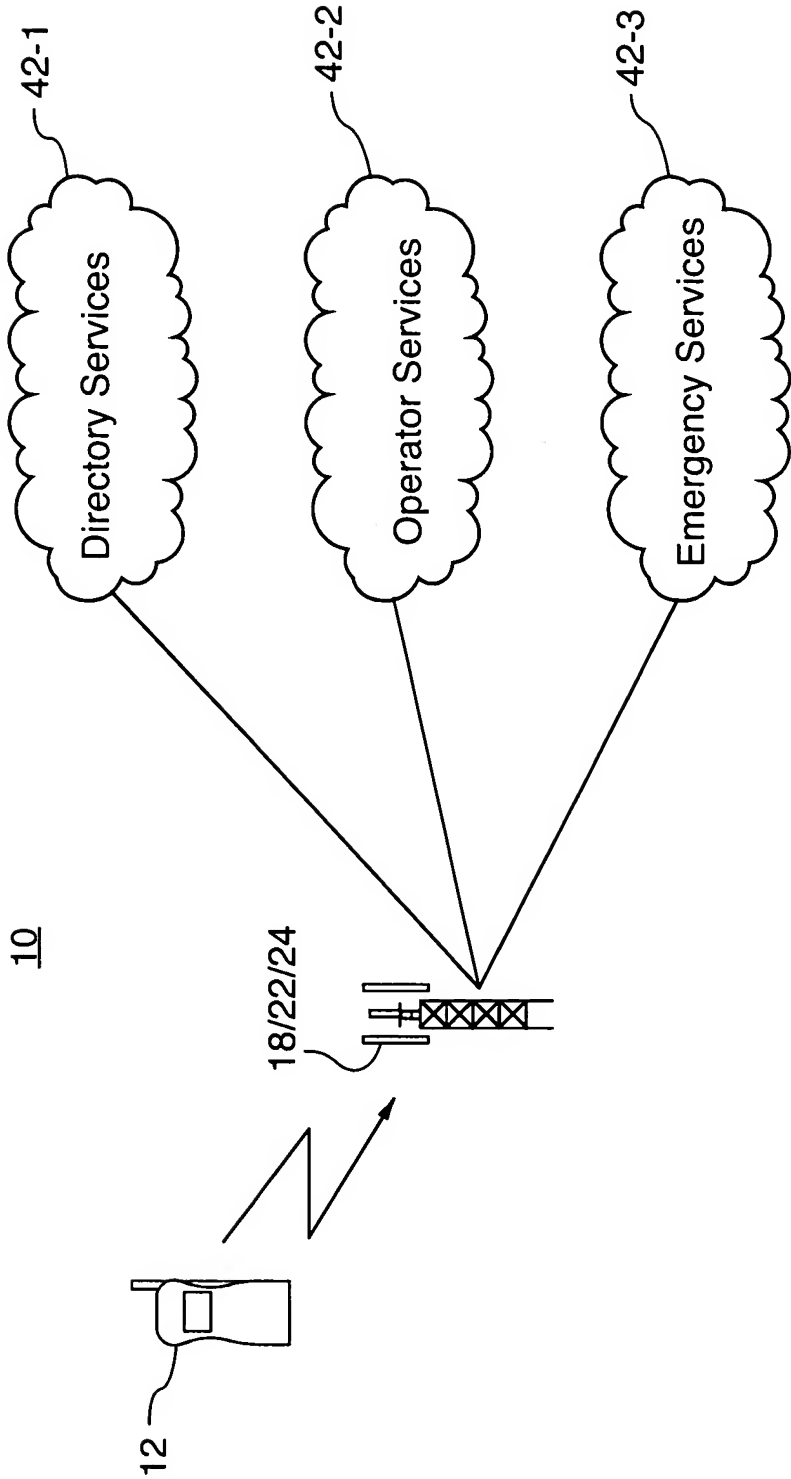 10
12
18/22/24
Directory Services
42-1
Operator Services
42-2
Emergency Services
42-3